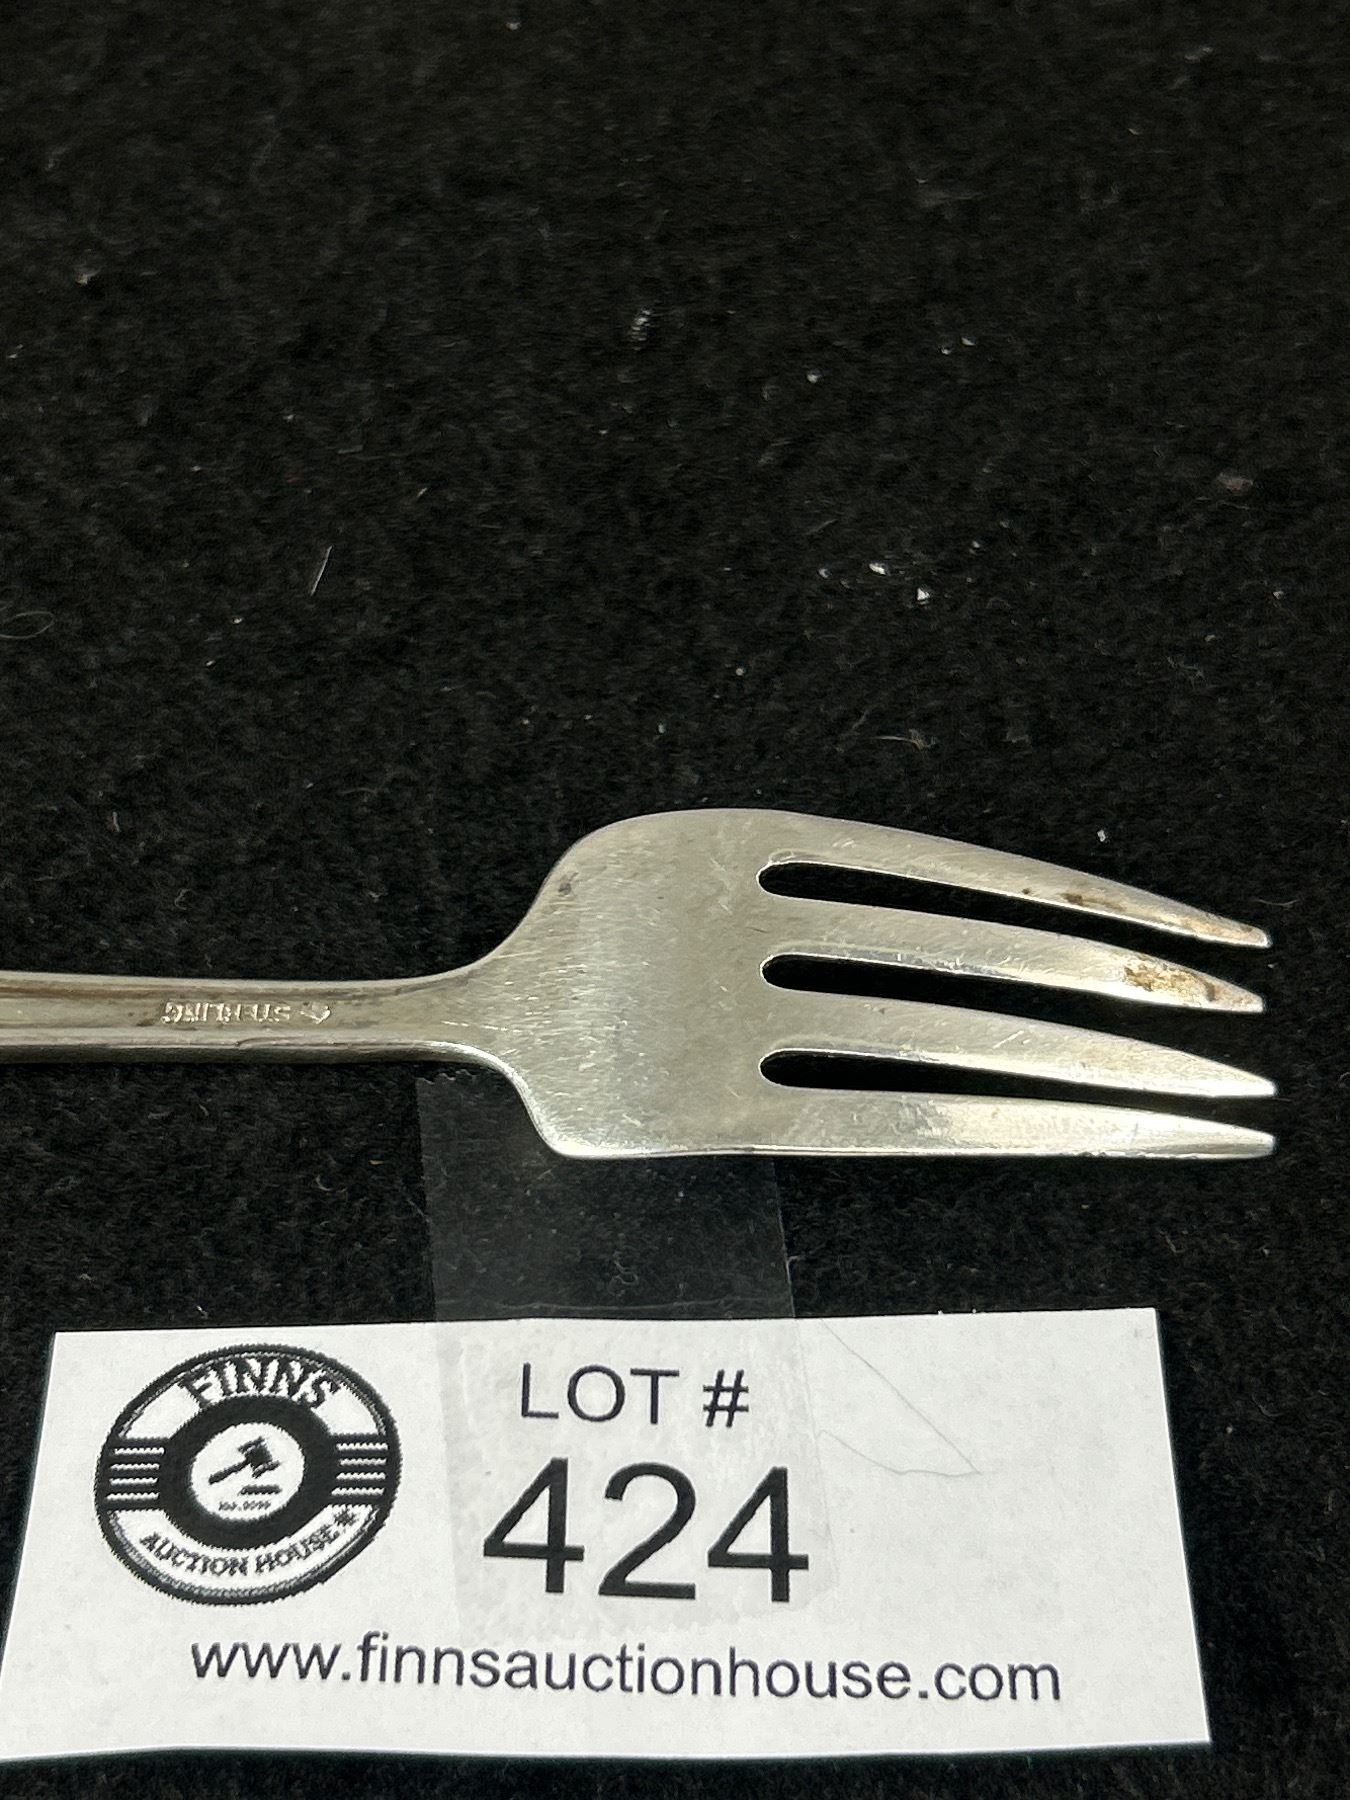 STERLING
FINNS
AUCTION HOUSE
LOT #
424
www.finnsauctionhouse.com